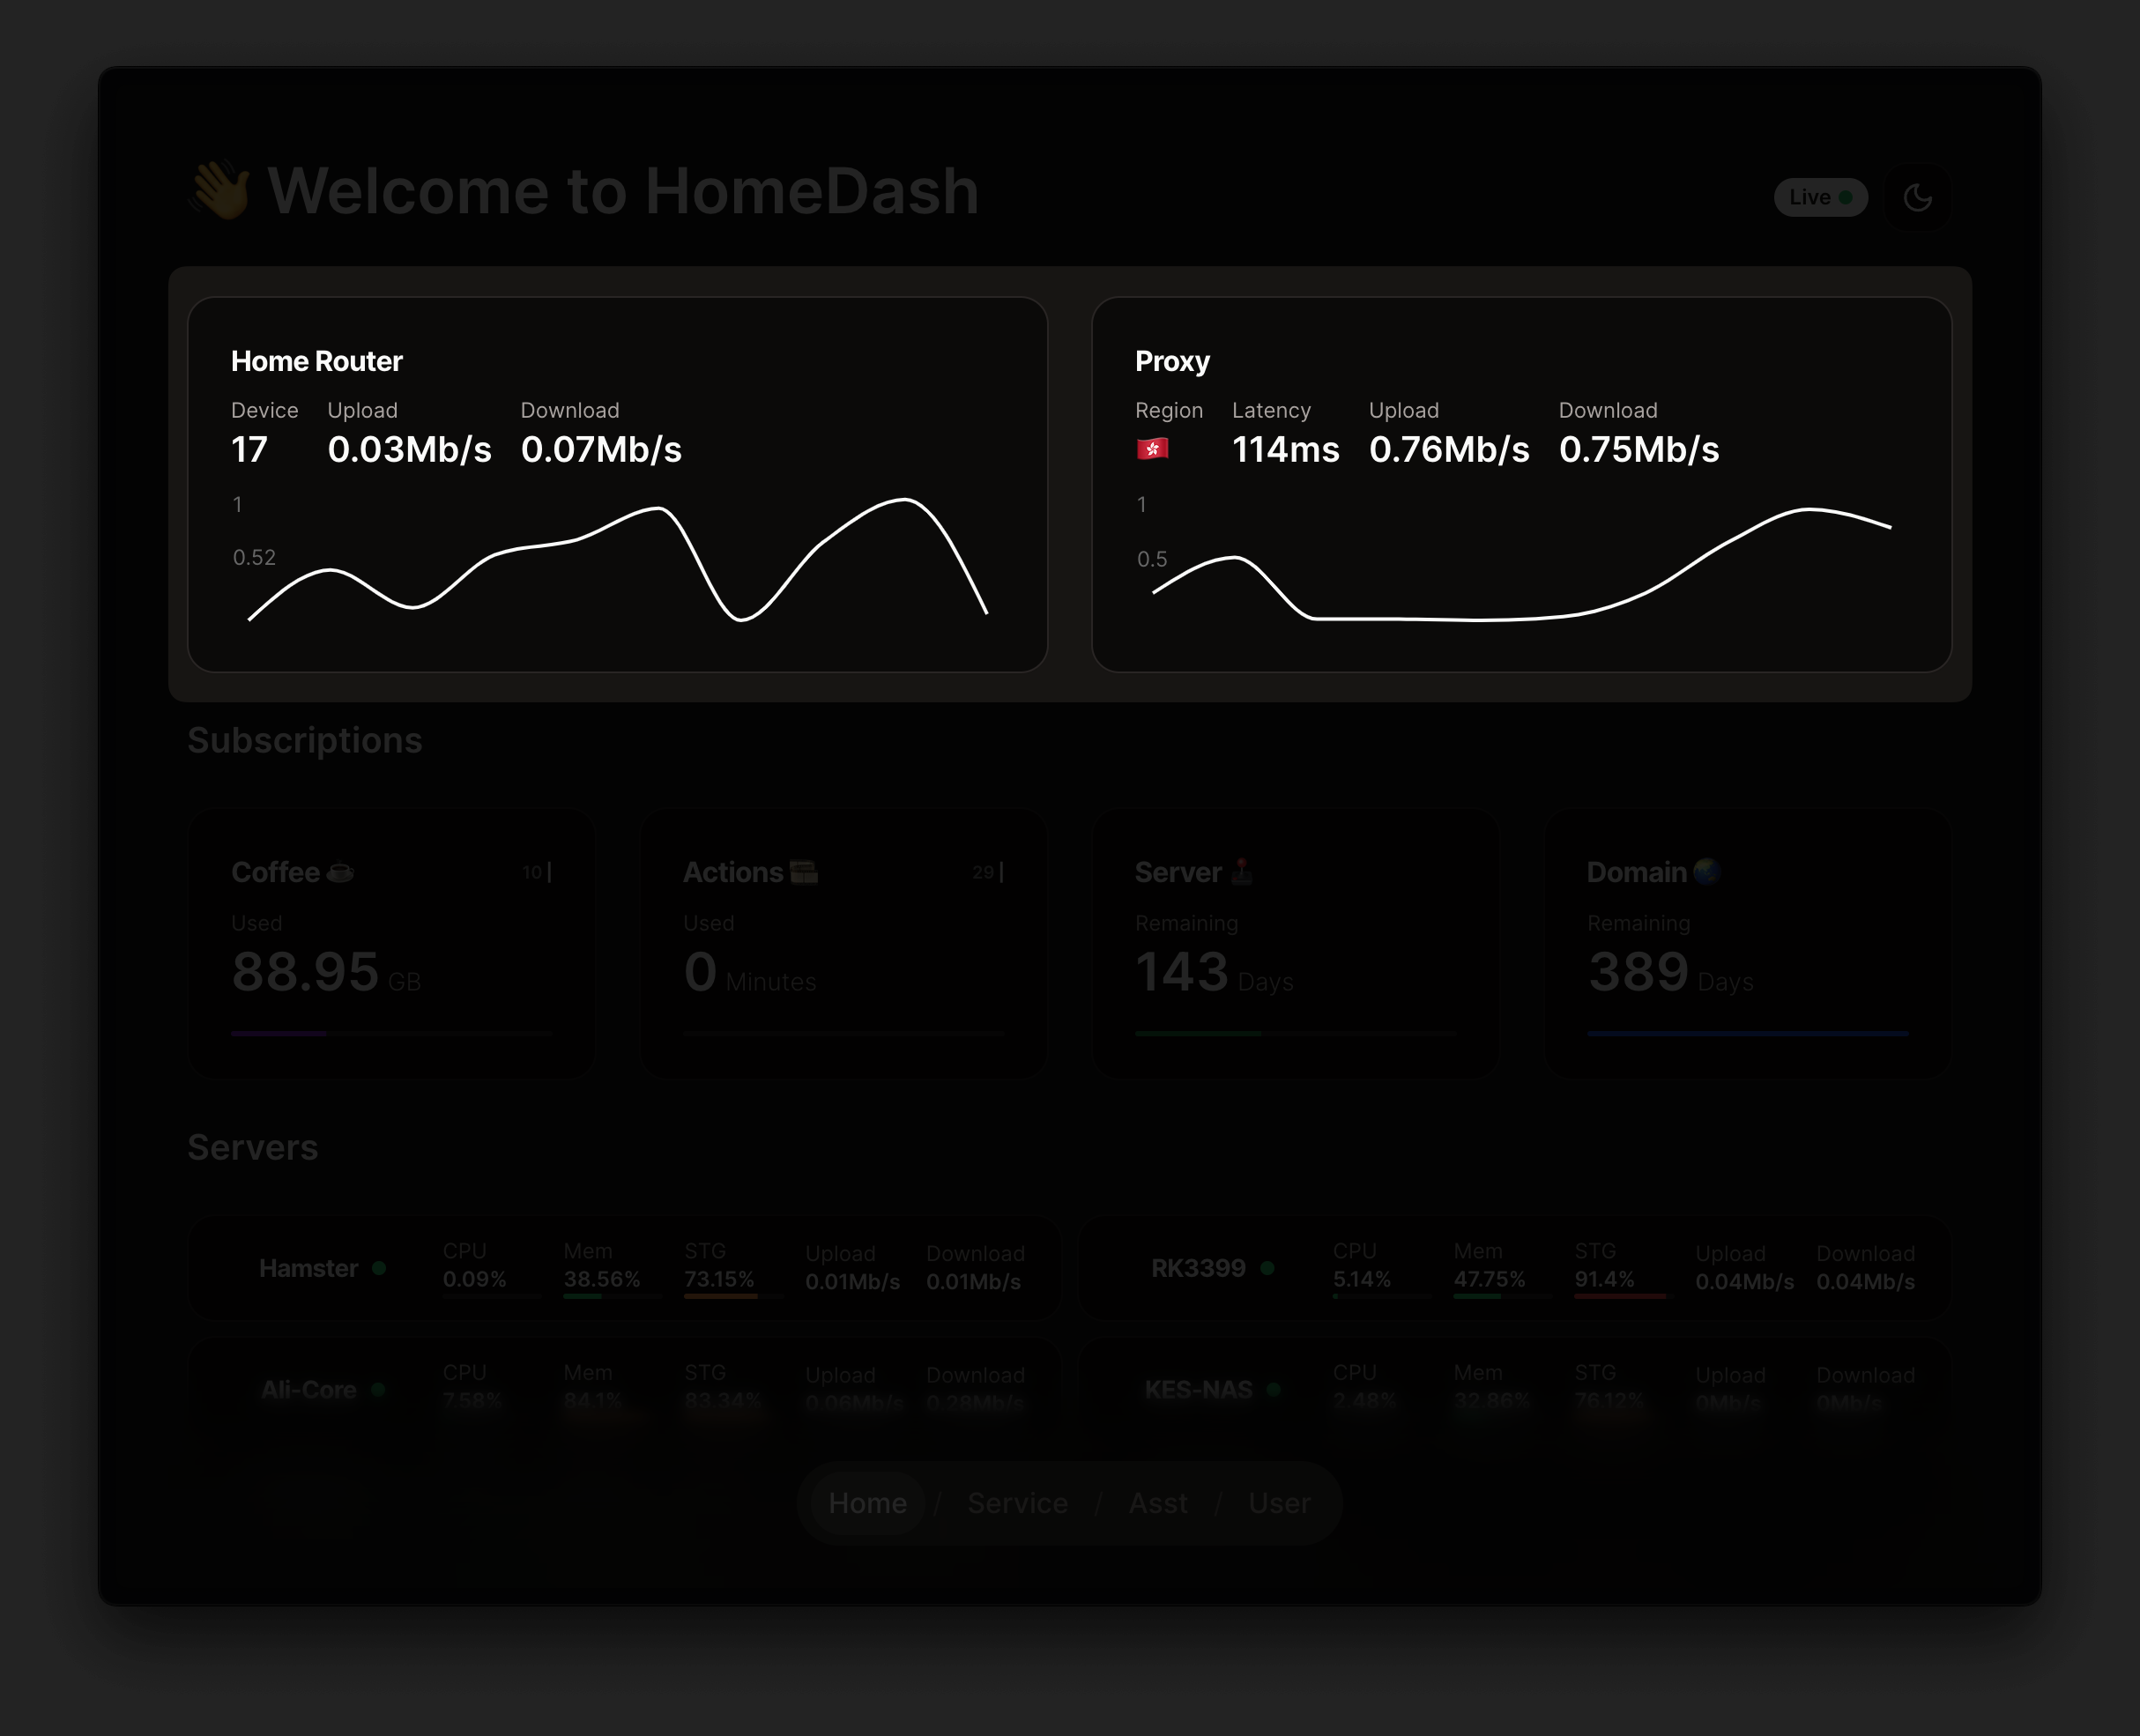 👋 Welcome to HomeDash
Live
Home Router
Device Upload Download
17 0.03Mb/s 0.07Mb/s
1
0.52
Proxy
Region Latency Upload Download
🇭🇰 114ms 0.76Mb/s 0.75Mb/s
1
0.5
Subscriptions
Coffee 10
Used
88.95 GB
Actions 29
Used
0 Minutes
Server 🕹️
Remaining
143 Days
Domain 🌏
Remaining
389 Days
Servers
Hamster
CPU Mem STG Upload Download
0.09% 38.56% 73.15% 0.01Mb/s 0.01Mb/s
RK3399
CPU Mem STG Upload Download
5.14% 47.75% 91.4% 0.04Mb/s 0.04Mb/s
Ali-Core
CPU Mem STG Upload Download
7.58% 84.1% 83.34% 0.06Mb/s 0.28Mb/s
KES-NAS
CPU Mem STG Upload Download
2.48% 32.86% 76.12% 0Mb/s 0Mb/s
Home / Service / Asst / User